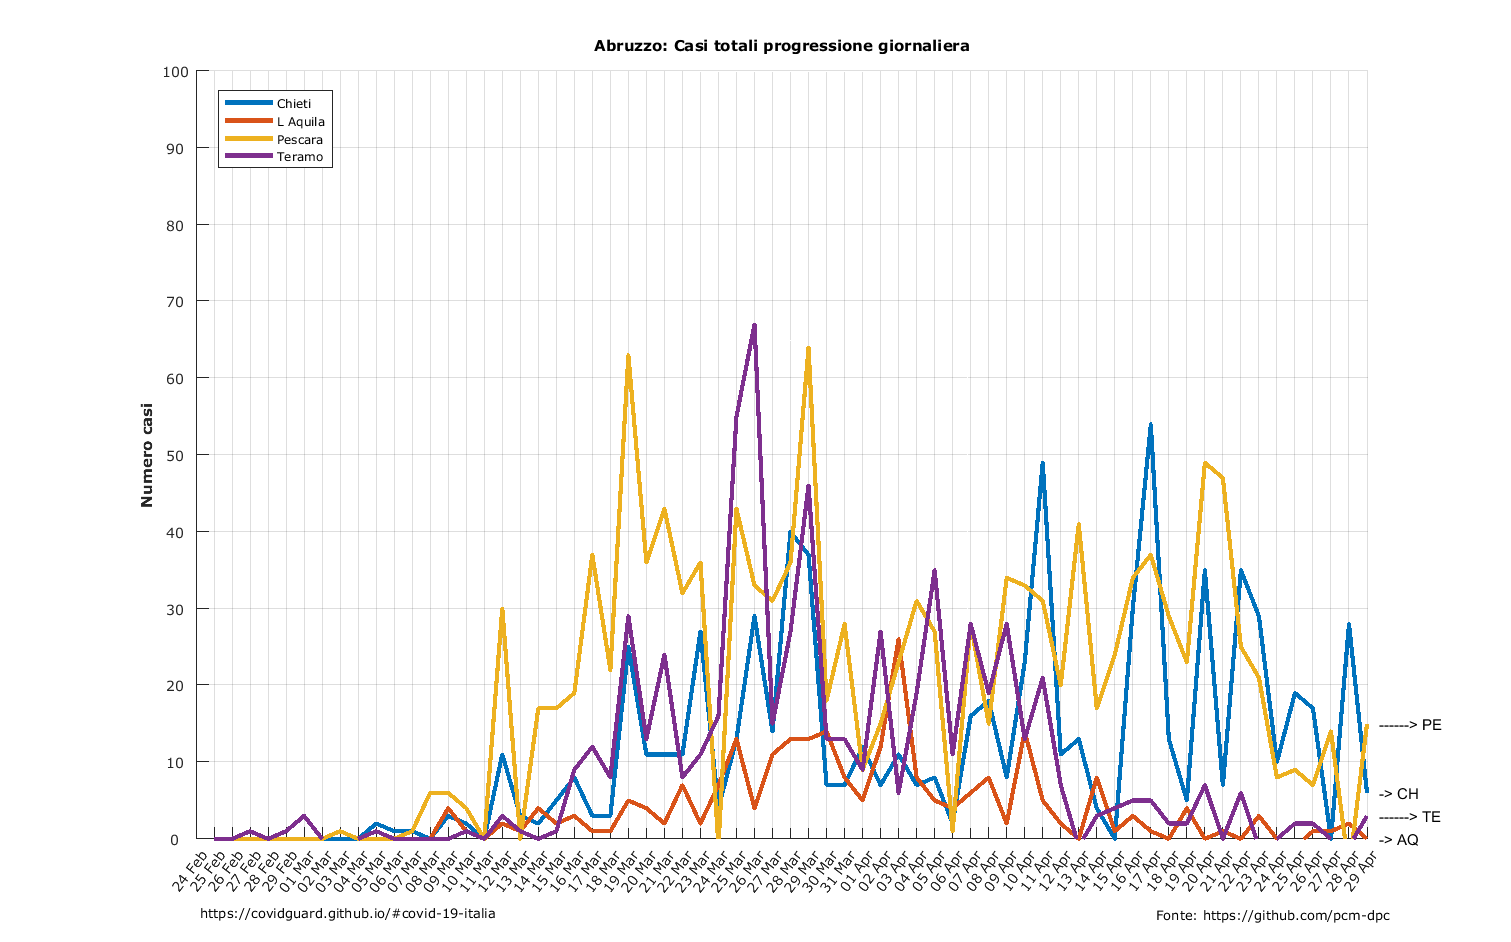 Abruzzo: Casi totali progressione giornaliera
Numero casi
100
90
80
70
60
50
40
30
20
10
0
Chieti
L Aquila
Pescara
Teramo
------> PE
-> CH
------> TE
-> AQ
24 Feb
25 Feb
26 Feb
27 Feb
28 Feb
29 Feb
01 Mar
02 Mar
03 Mar
04 Mar
05 Mar
06 Mar
07 Mar
08 Mar
09 Mar
10 Mar
11 Mar
12 Mar
13 Mar
14 Mar
15 Mar
16 Mar
17 Mar
18 Mar
19 Mar
20 Mar
21 Mar
22 Mar
23 Mar
24 Mar
25 Mar
26 Mar
27 Mar
28 Mar
29 Mar
30 Mar
31 Mar
01 Apr
02 Apr
03 Apr
04 Apr
05 Apr
06 Apr
07 Apr
08 Apr
09 Apr
10 Apr
11 Apr
12 Apr
13 Apr
14 Apr
15 Apr
16 Apr
17 Apr
18 Apr
19 Apr
20 Apr
21 Apr
22 Apr
23 Apr
24 Apr
25 Apr
26 Apr
27 Apr
28 Apr
29 Apr
https://covidguard.github.io/#covid-19-italia
Fonte: https://github.com/pcm-dpc